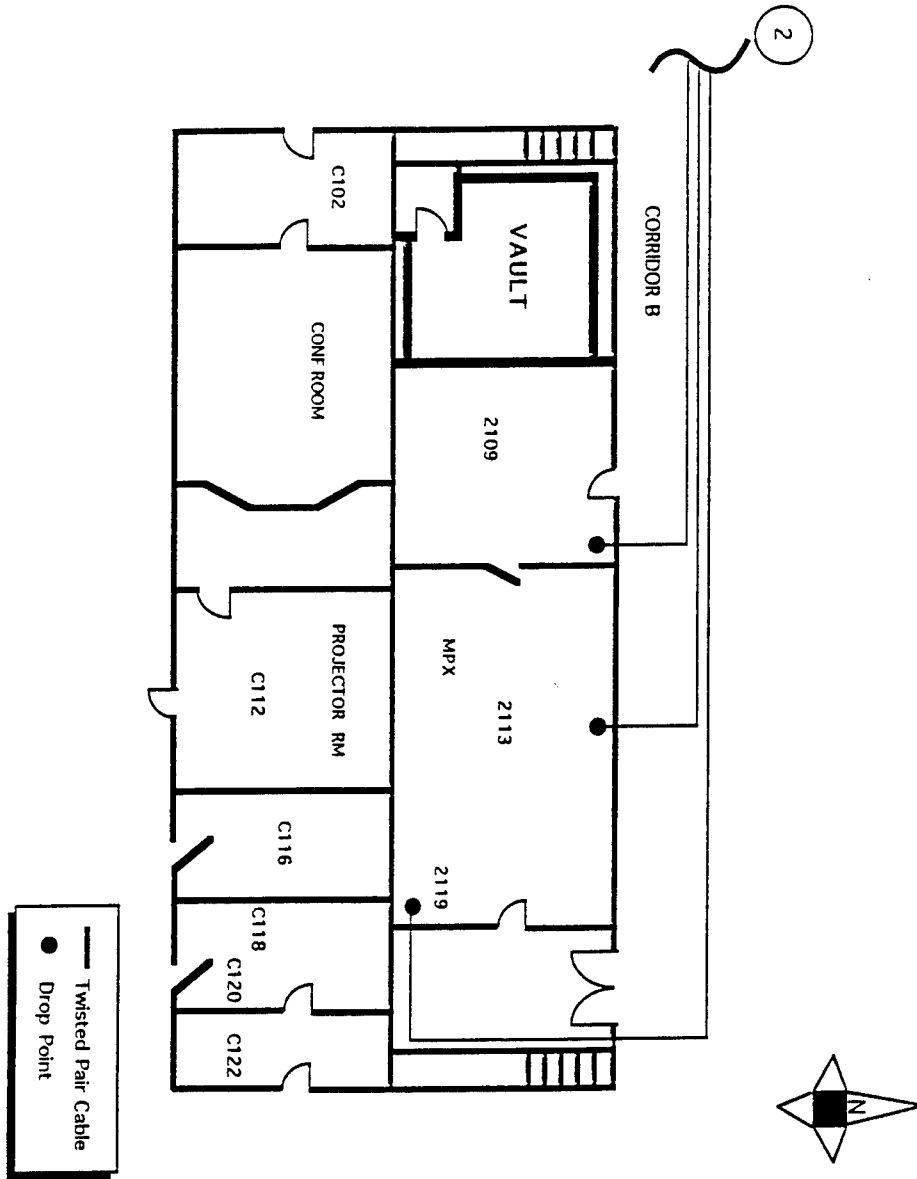 2
CORRIDOR B
VAULT
2109
MPX
2113
2119
C102
CONF ROOM
PROJECTOR RM
C112
C116
C118
C120
C122
N
Twisted Pair Cable
Drop Point